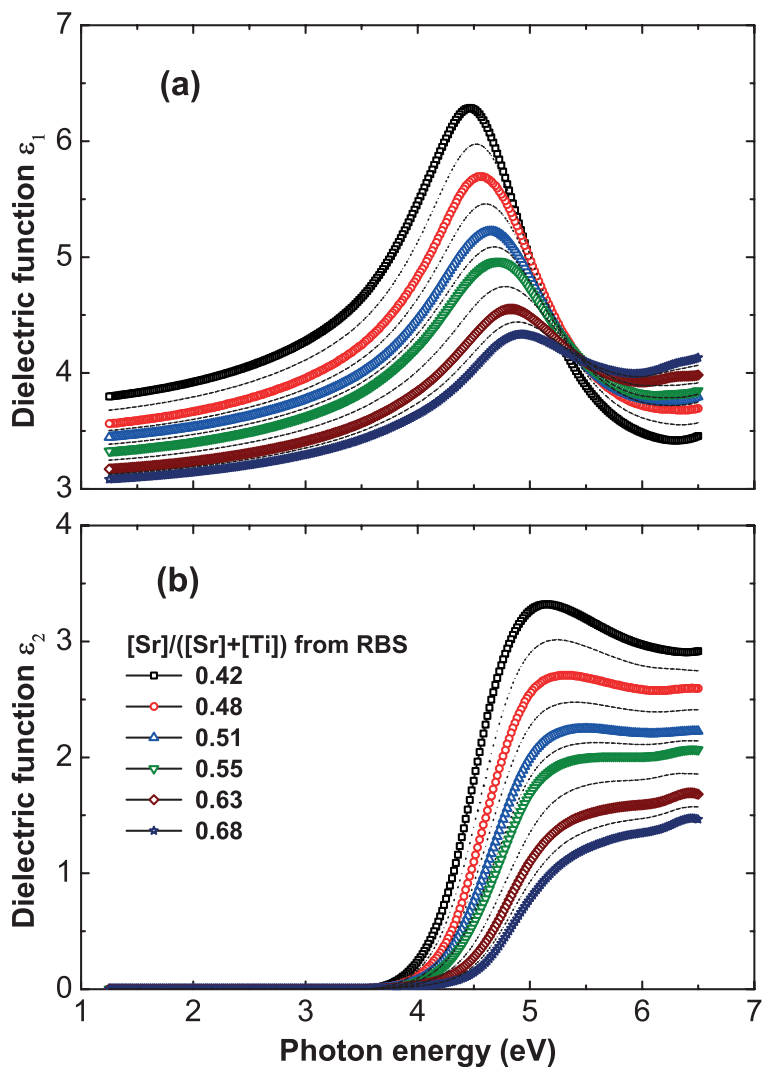 7
6
5
4
3
Dielectric function ε₁
(a)
4
3
2
1
0
Dielectric function ε₂
(b)
[Sr]/([Sr]+[Ti]) from RBS
0.42
0.48
0.51
0.55
0.63
0.68
1 2 3 4 5 6 7
Photon energy (eV)